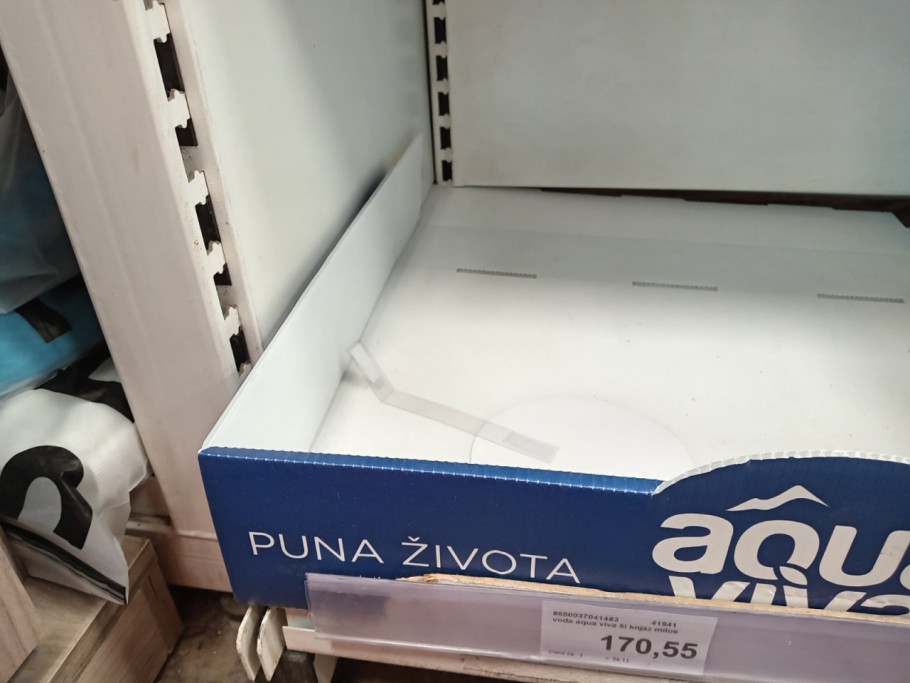 PUNA ŽIVOTA
aqua
viva
8600037041483 41941
voda aqua viva 5l knjaz milos
170,55